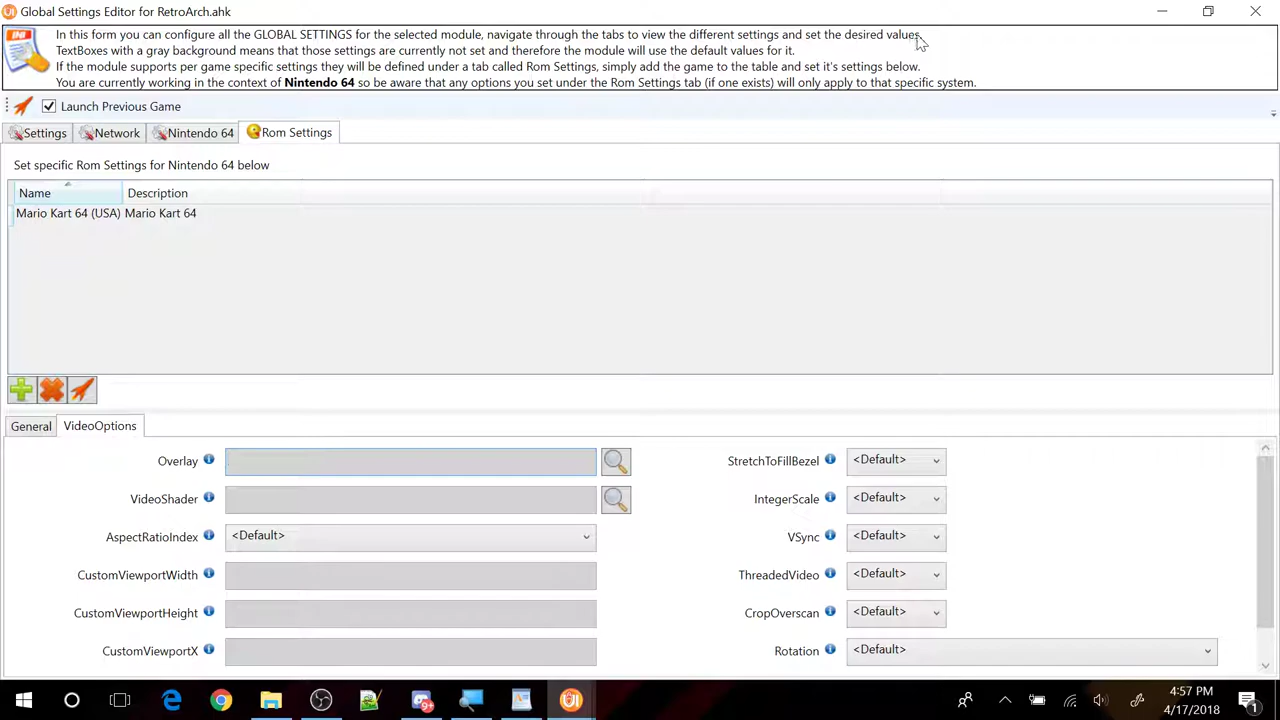 Global Settings Editor for RetroArch.ahk
In this form you can configure all the GLOBAL SETTINGS for the selected module, navigate through the tabs to view the different settings and set the desired values.
TextBoxes with a gray background means that those settings are currently not set and therefore the module will use the default values for it.
If the module supports per game specific settings they will be defined under a tab called Rom Settings, simply add the game to the table and set it's settings below.
You are currently working in the context of Nintendo 64 so be aware that any options you set under the Rom Settings tab (if one exists) will only apply to that specific system.
Launch Previous Game
Settings Network Nintendo 64 Rom Settings
Set specific Rom Settings for Nintendo 64 below
Name Description
Mario Kart 64 (USA) Mario Kart 64
General VideoOptions
Overlay StretchToFillBezel <Default>
VideoShader IntegerScale <Default>
AspectRatioIndex <Default> VSync <Default>
CustomViewportWidth ThreadedVideo <Default>
CustomViewportHeight CropOverscan <Default>
CustomViewportX Rotation <Default>
4:57 PM
4/17/2018